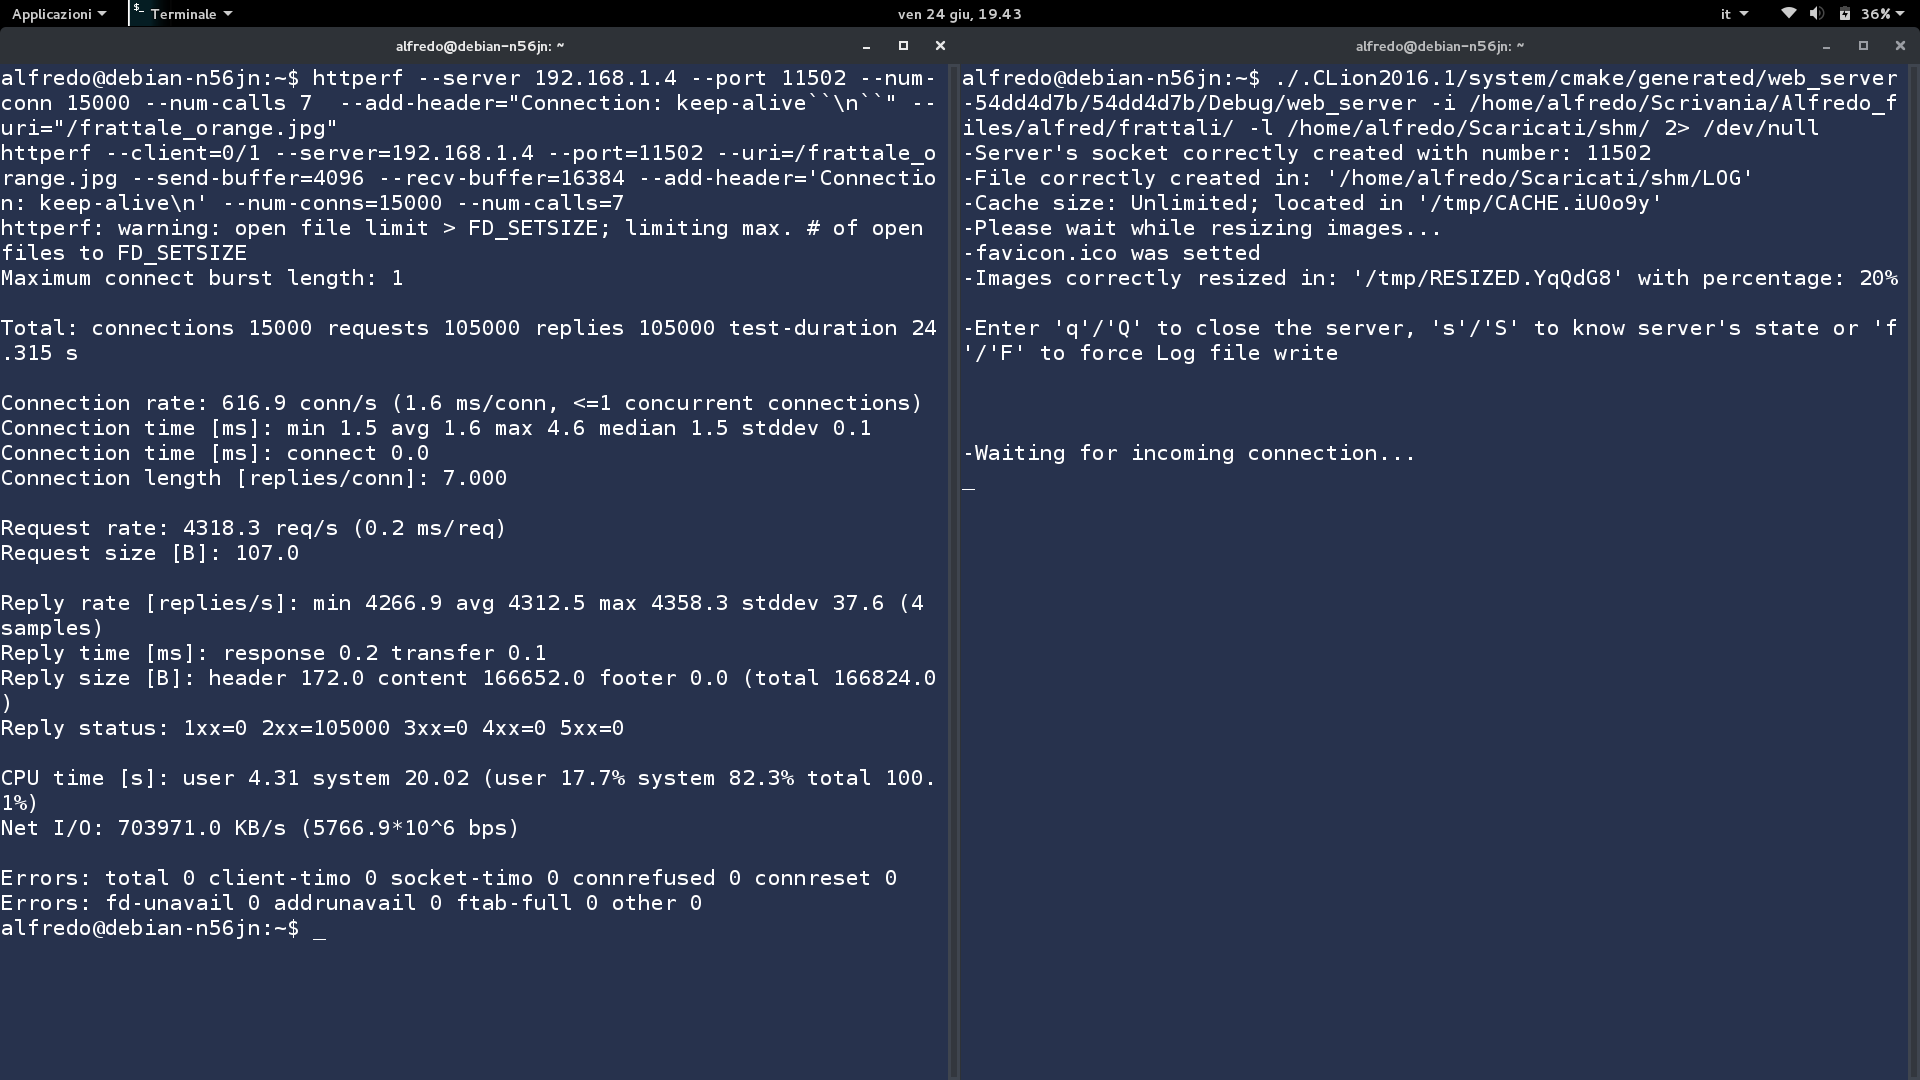 Applicazioni
Terminale
ven 24 giu, 19.43
it
36%
alfredo@debian-n56jn: ~
alfredo@debian-n56jn:~$ httperf --server 192.168.1.4 --port 11502 --num-
conn 15000 --num-calls 7  --add-header="Connection: keep-alive``\n``" --
uri="/frattale_orange.jpg"
httperf --client=0/1 --server=192.168.1.4 --port=11502 --uri=/frattale_o
range.jpg --send-buffer=4096 --recv-buffer=16384 --add-header='Connectio
n: keep-alive\n' --num-conns=15000 --num-calls=7
httperf: warning: open file limit > FD_SETSIZE; limiting max. # of open
files to FD_SETSIZE
Maximum connect burst length: 1
Total: connections 15000 requests 105000 replies 105000 test-duration 24
.315 s
Connection rate: 616.9 conn/s (1.6 ms/conn, <=1 concurrent connections)
Connection time [ms]: min 1.5 avg 1.6 max 4.6 median 1.5 stddev 0.1
Connection time [ms]: connect 0.0
Connection length [replies/conn]: 7.000
Request rate: 4318.3 req/s (0.2 ms/req)
Request size [B]: 107.0
Reply rate [replies/s]: min 4266.9 avg 4312.5 max 4358.3 stddev 37.6 (4
samples)
Reply time [ms]: response 0.2 transfer 0.1
Reply size [B]: header 172.0 content 166652.0 footer 0.0 (total 166824.0
)
Reply status: 1xx=0 2xx=105000 3xx=0 4xx=0 5xx=0
CPU time [s]: user 4.31 system 20.02 (user 17.7% system 82.3% total 100.
1%)
Net I/O: 703971.0 KB/s (5766.9*10^6 bps)
Errors: total 0 client-timo 0 socket-timo 0 connrefused 0 connreset 0
Errors: fd-unavail 0 addrunavail 0 ftab-full 0 other 0
alfredo@debian-n56jn:~$ _
alfredo@debian-n56jn: ~
alfredo@debian-n56jn:~$ ./.CLion2016.1/system/cmake/generated/web_server
-54dd4d7b/54dd4d7b/Debug/web_server -i /home/alfredo/Scrivania/Alfredo_f
iles/alfred/frattali/ -l /home/alfredo/Scaricati/shm/ 2> /dev/null
-Server's socket correctly created with number: 11502
-File correctly created in: '/home/alfredo/Scaricati/shm/LOG'
-Cache size: Unlimited; located in '/tmp/CACHE.iU0o9y'
-Please wait while resizing images...
-favicon.ico was setted
-Images correctly resized in: '/tmp/RESIZED.YqQdG8' with percentage: 20%
-Enter 'q'/'Q' to close the server, 's'/'S' to know server's state or 'f
'/'F' to force Log file write
-Waiting for incoming connection...
_